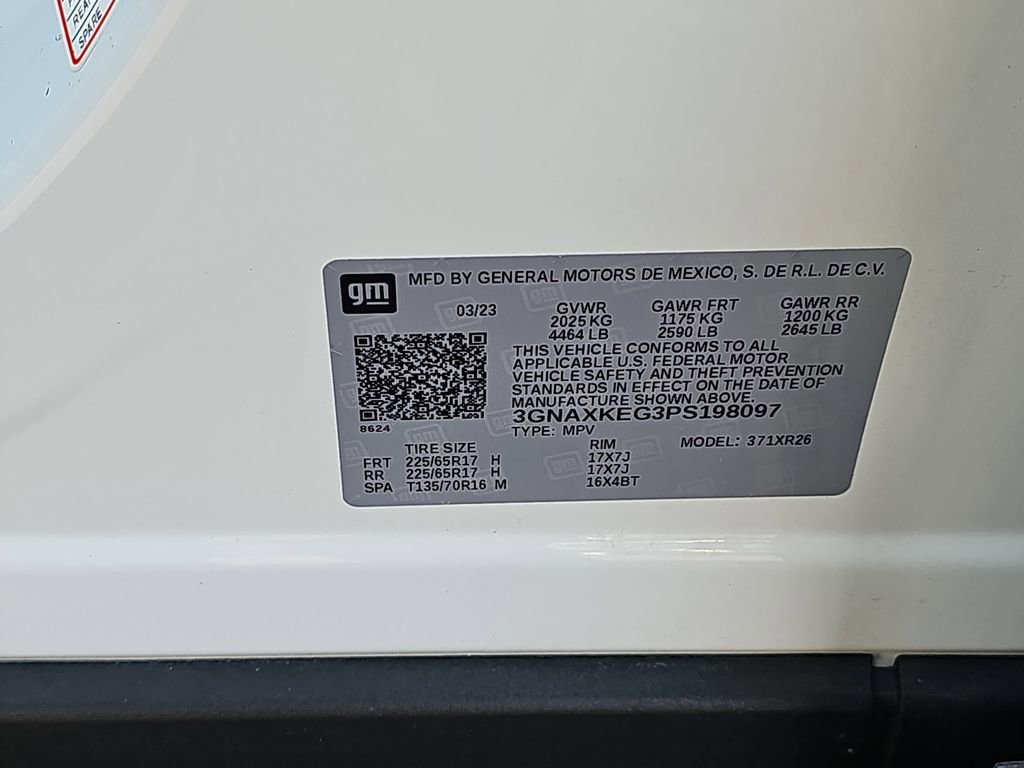 REAR
SPARE
gm
MFD BY GENERAL MOTORS DE MEXICO, S. DE R.L. DE C.V.
03/23 GVWR GAWR FRT GAWR RR
2025 KG 1175 KG 1200 KG
4464 LB 2590 LB 2645 LB
THIS VEHICLE CONFORMS TO ALL
APPLICABLE U.S. FEDERAL MOTOR
VEHICLE SAFETY AND THEFT PREVENTION
STANDARDS IN EFFECT ON THE DATE OF
MANUFACTURE SHOWN ABOVE.
3GNAXKEG3PS198097
8624
TYPE: MPV MODEL: 371XR26
TIRE SIZE RIM
FRT 225/65R17 H 17X7J
RR 225/65R17 H 17X7J
SPA T135/70R16 M 16X4BT